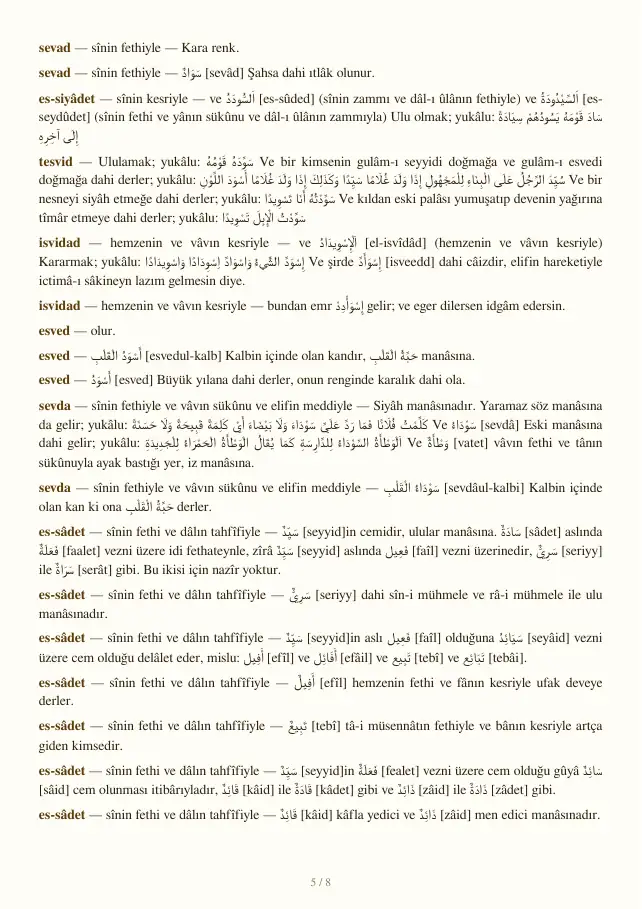 sevad — sînin fethiyle — Kara renk.
sevad — sînin fethiyle — سَوَادٌ [sevâd] Şahsa dahi ıtlâk olunur.
es-siyâdet — sînin kesriyle — ve اَلسُّودَدُ [es-sûded] (sînin zammı ve dâl-ı ûlânın fethiyle) ve اَلسَّيْدُودَةُ [es-
seydûdet] (sînin fethi ve yânın sükûnu ve dâl-ı ûlânın zammıyla) Ulu olmak; yukâlu: سَادَ قَوْمَهُ يَسُودُهُمْ سِيَادَةً
إِلَى آخِرِهِ
tesvid — Ululamak; yukâlu: سَوَّدَهُ قَوْمُهُ Ve bir kimsenin gulâm-ı seyyidi doğmağa ve gulâm-ı esvedi
doğmağa dahi derler; yukâlu: سُيِّدَ الرَّجُلُ عَلَى الْبِنَاءِ لِلْمَجْهُولِ إِذَا وَلَدَ غُلَامًا سَيِّدًا وَكَذَلِكَ إِذَا وَلَدَ غُلَامًا أَسْوَدَ اللَّوْنِ Ve bir
nesneyi siyâh etmeğe dahi derler; yukâlu: سَوَّدْتُهُ أَنَا تَسْوِيدًا Ve kıldan eski palâsı yumuşatıp devenin yağırına
tîmâr etmeye dahi derler; yukâlu: سَوَّدْتُ الْإِبِلَ تَسْوِيدًا
isvidad — hemzenin ve vâvın kesriyle — ve اَلْإِسْوِيدَادُ [el-isvîdâd] (hemzenin ve vâvın kesriyle)
Kararmak; yukâlu: إِسْوَدَّ الشَّيْءُ وَاسْوَادَّ اِسْوِدَادًا وَاسْوِيدَادًا Ve şirde إِسْوَأَدَّ [isveedd] dahi câizdir, elifin hareketiyle
ictimâ-ı sâkineyn lazım gelmesin diye.
isvidad — hemzenin ve vâvın kesriyle — bundan emr إِسْوَأْدِدْ gelir; ve eger dilersen idgâm edersin.
esved — olur.
esved — أَسْوَدُ الْقَلْبِ [esvedul-kalb] Kalbin içinde olan kandır, حَبَّةُ الْقَلْبِ manâsına.
esved — أَسْوَدُ [esved] Büyük yılana dahi derler, onun renginde karalık dahi ola.
sevda — sînin fethiyle ve vâvın sükûnu ve elifin meddiyle — Siyâh manâsınadır. Yaramaz söz manâsına
da gelir; yukâlu: كَلَّمْتُ فُلَانًا فَمَا رَدَّ عَلَيَّ سَوْدَاءَ وَلَا بَيْضَاءَ أَيْ كَلِمَةً قَبِيحَةً وَلَا حَسَنَةً Ve سَوْدَاءُ [sevdâ] Eski manâsına
dahi gelir; yukâlu: اَلْوَطْأَةُ السَّوْدَاءُ لِلدَّارِسَةِ كَمَا يُقَالُ الْوَطْأَةُ الْحَمْرَاءُ لِلْجَدِيدَةِ Ve وَطْأَةٌ [vatet] vâvın fethi ve tânın
sükûnuyla ayak bastığı yer, iz manâsına.
sevda — sînin fethiyle ve vâvın sükûnu ve elifin meddiyle — سَوْدَاءُ الْقَلْبِ [sevdâul-kalbi] Kalbin içinde
olan kan ki ona حَبَّةُ الْقَلْبِ derler.
es-sâdet — sînin fethi ve dâlın tahfîfiyle — سَيِّدٌ [seyyid]in cemidir, ulular manâsına. سَادَةٌ [sâdet] aslında
فَعَلَةٌ [faalet] vezni üzere idi fethateynle, zîrâ سَيِّدٌ [seyyid] aslında فَعِيل [faîl] vezni üzerinedir, سَرِيٌّ [seriyy]
ile سَرَاةٌ [serât] gibi. Bu ikisi için nazîr yoktur.
es-sâdet — sînin fethi ve dâlın tahfîfiyle — سَرِيٌّ [seriyy] dahi sîn-i mühmele ve râ-i mühmele ile ulu
manâsınadır.
es-sâdet — sînin fethi ve dâlın tahfîfiyle — سَيِّدٌ [seyyid]in aslı فَعِيل [faîl] olduğuna سَيَائِدُ [seyâid] vezni
üzere cem olduğu delâlet eder, mislu: أَفِيل [efîl] ve أَفَائِل [efâil] ve تَبِيع [tebî] ve تَبَائِع [tebâi].
es-sâdet — sînin fethi ve dâlın tahfîfiyle — أَفِيلٌ [efîl] hemzenin fethi ve fânın kesriyle ufak deveye
derler.
es-sâdet — sînin fethi ve dâlın tahfîfiyle — تَبِيعٌ [tebî] tâ-i müsennatın fethiyle ve bânın kesriyle artça
giden kimsedir.
es-sâdet — sînin fethi ve dâlın tahfîfiyle — سَيِّدٌ [seyyid]in فَعَلَةٌ [fealet] vezni üzere cem olduğu gûyâ سَائِدٌ
[sâid] cem olunması itibârıyladır, قَائِدٌ [kâid] ile قَادَةٌ [kâdet] gibi ve ذَائِدٌ [zâid] ile ذَادَةٌ [zâdet] gibi.
es-sâdet — sînin fethi ve dâlın tahfîfiyle — قَائِدٌ [kâid] kâfla yedici ve ذَائِدٌ [zâid] men edici manâsınadır.
5 / 8